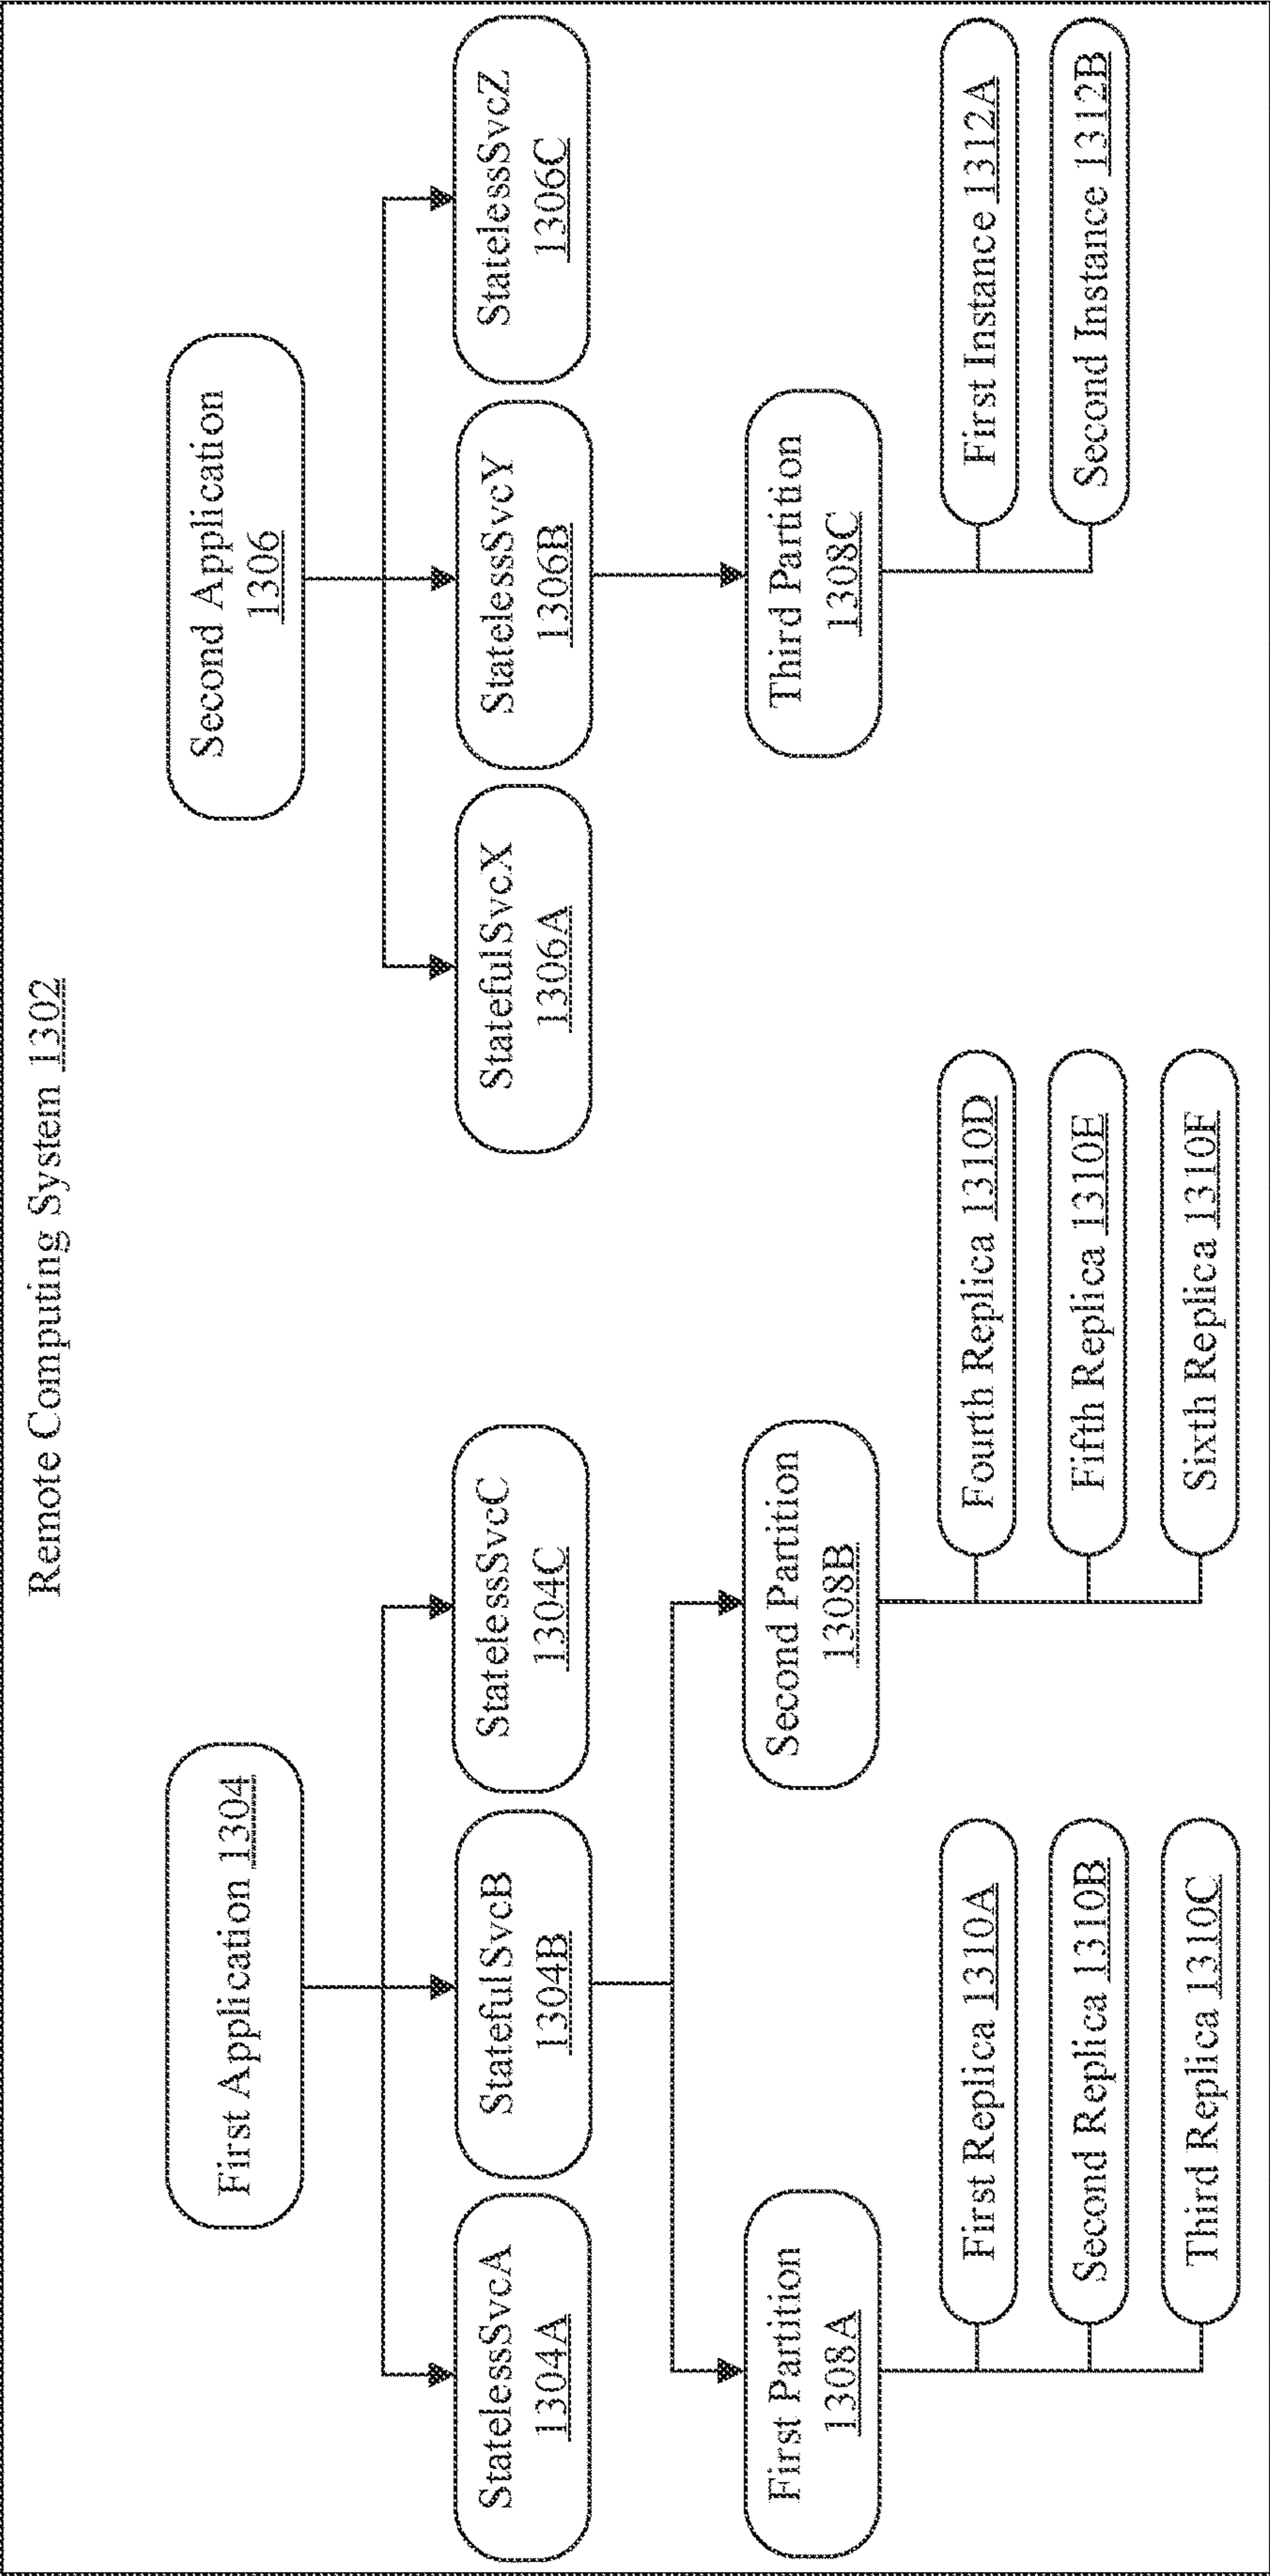 Remote Computing System 1302
First Application 1304
Second Application
1306
StatelessSvcA
1304A
StatefulSvcB
1304B
StatelessSvcC
1304C
StatefulSvcX
1306A
StatelessSvcY
1306B
StatelessSvcZ
1306C
First Partition
1308A
Second Partition
1308B
Third Partition
1308C
First Replica 1310A
Second Replica 1310B
Third Replica 1310C
Fourth Replica 1310D
Fifth Replica 1310E
Sixth Replica 1310F
First Instance 1312A
Second Instance 1312B